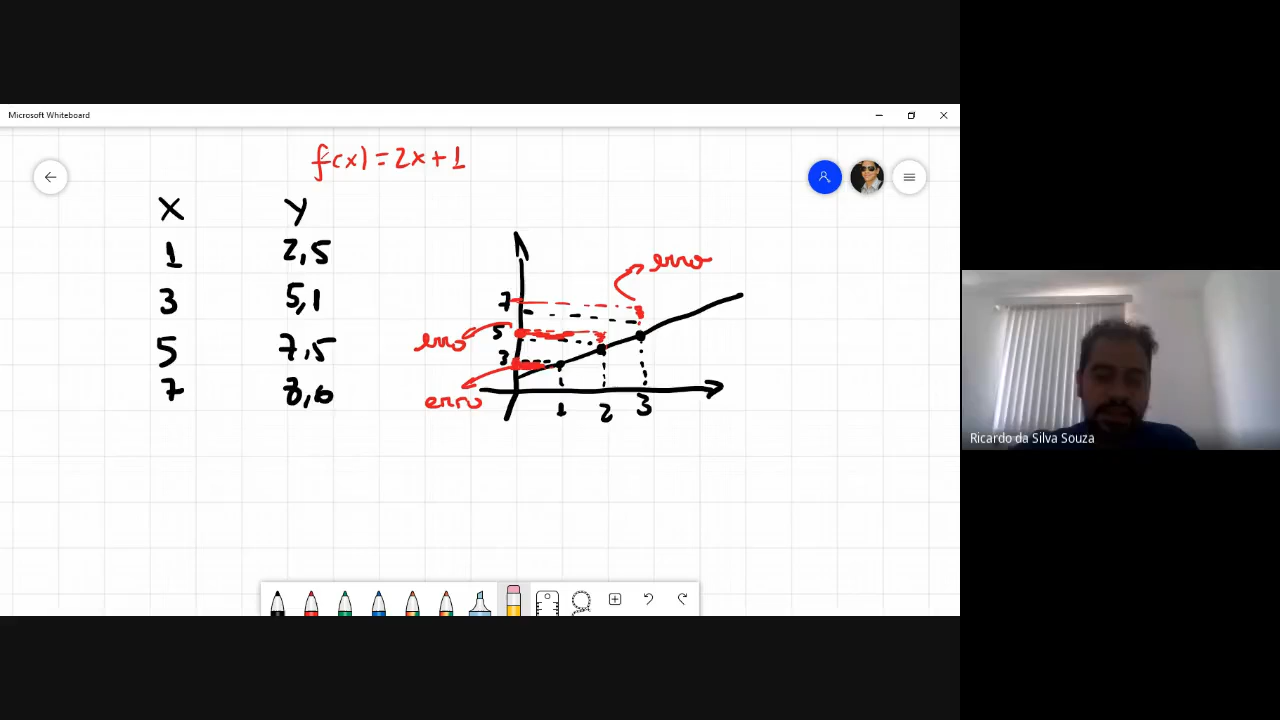 Microsoft Whiteboard
f(x) = 2x + 1
X Y
1 2,5
3 5,1
5 7,5
7 8,6
erro
7
5
erro
3
erro
1 2 3
Ricardo da Silva Souza